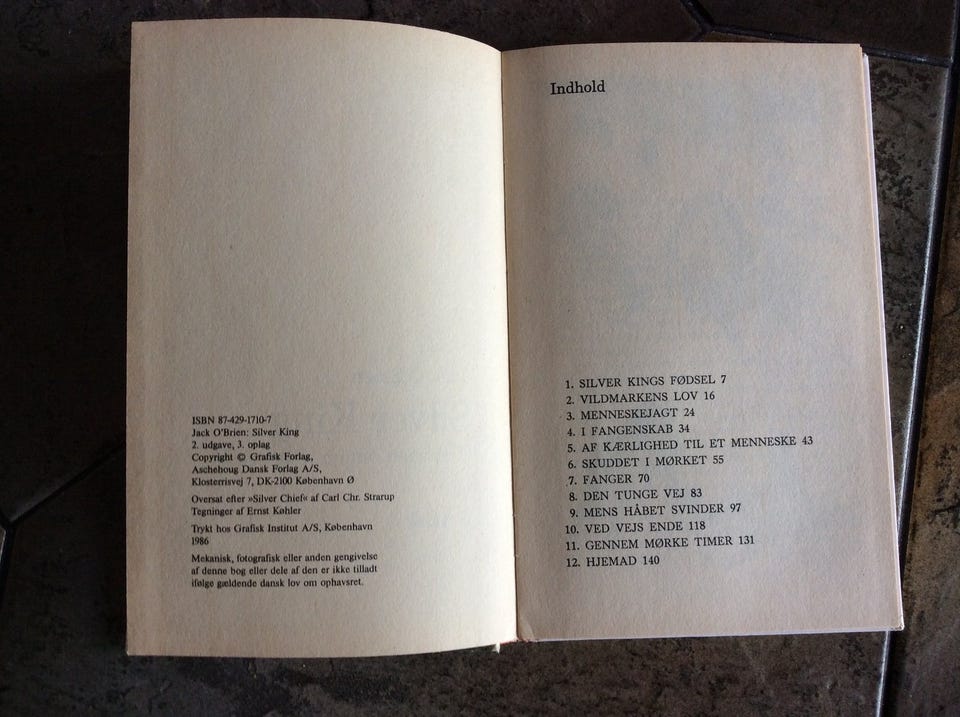 ISBN 87-429-1710-7
Jack O'Brien: Silver King
2. udgave, 3. oplag
Copyright © Grafisk Forlag,
Aschehoug Dansk Forlag A/S,
Klosterrisvej 7, DK-2100 København Ø
Oversat efter »Silver Chief« af Carl Chr. Strarup
Tegninger af Ernst Køhler
Trykt hos Grafisk Institut A/S, København
1986
Mekanisk, fotografisk eller anden gengivelse
af denne bog eller dele af den er ikke tilladt
ifølge gældende dansk lov om ophavsret.
Indhold
1. SILVER KINGS FØDSEL 7
2. VILDMARKENS LOV 16
3. MENNESKEJAGT 24
4. I FANGENSKAB 34
5. AF KÆRLIGHED TIL ET MENNESKE 43
6. SKUDDET I MØRKET 55
7. FANGER 70
8. DEN TUNGE VEJ 83
9. MENS HÅBET SVINDER 97
10. VED VEJS ENDE 118
11. GENNEM MØRKE TIMER 131
12. HJEMAD 140